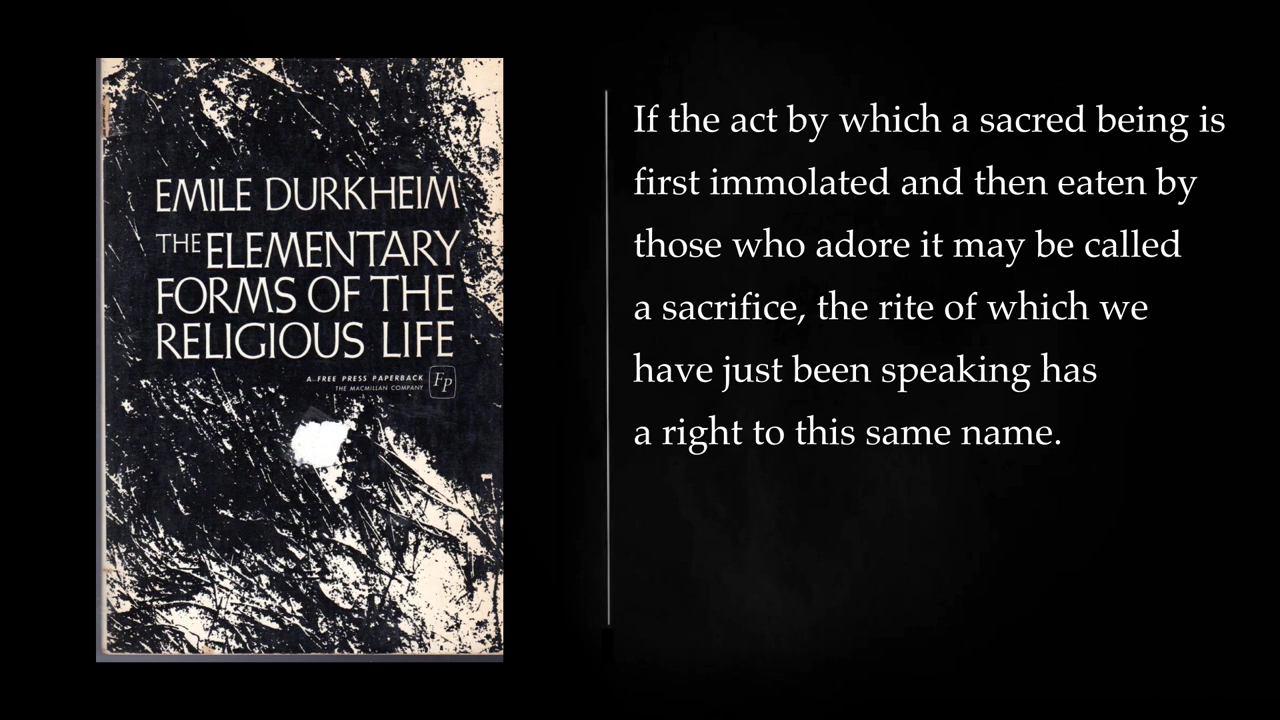 EMILE DURKHEIM
THE ELEMENTARY
FORMS OF THE
RELIGIOUS LIFE
A FREE PRESS PAPERBACK
THE MACMILLAN COMPANY
Fp
If the act by which a sacred being is
first immolated and then eaten by
those who adore it may be called
a sacrifice, the rite of which we
have just been speaking has
a right to this same name.